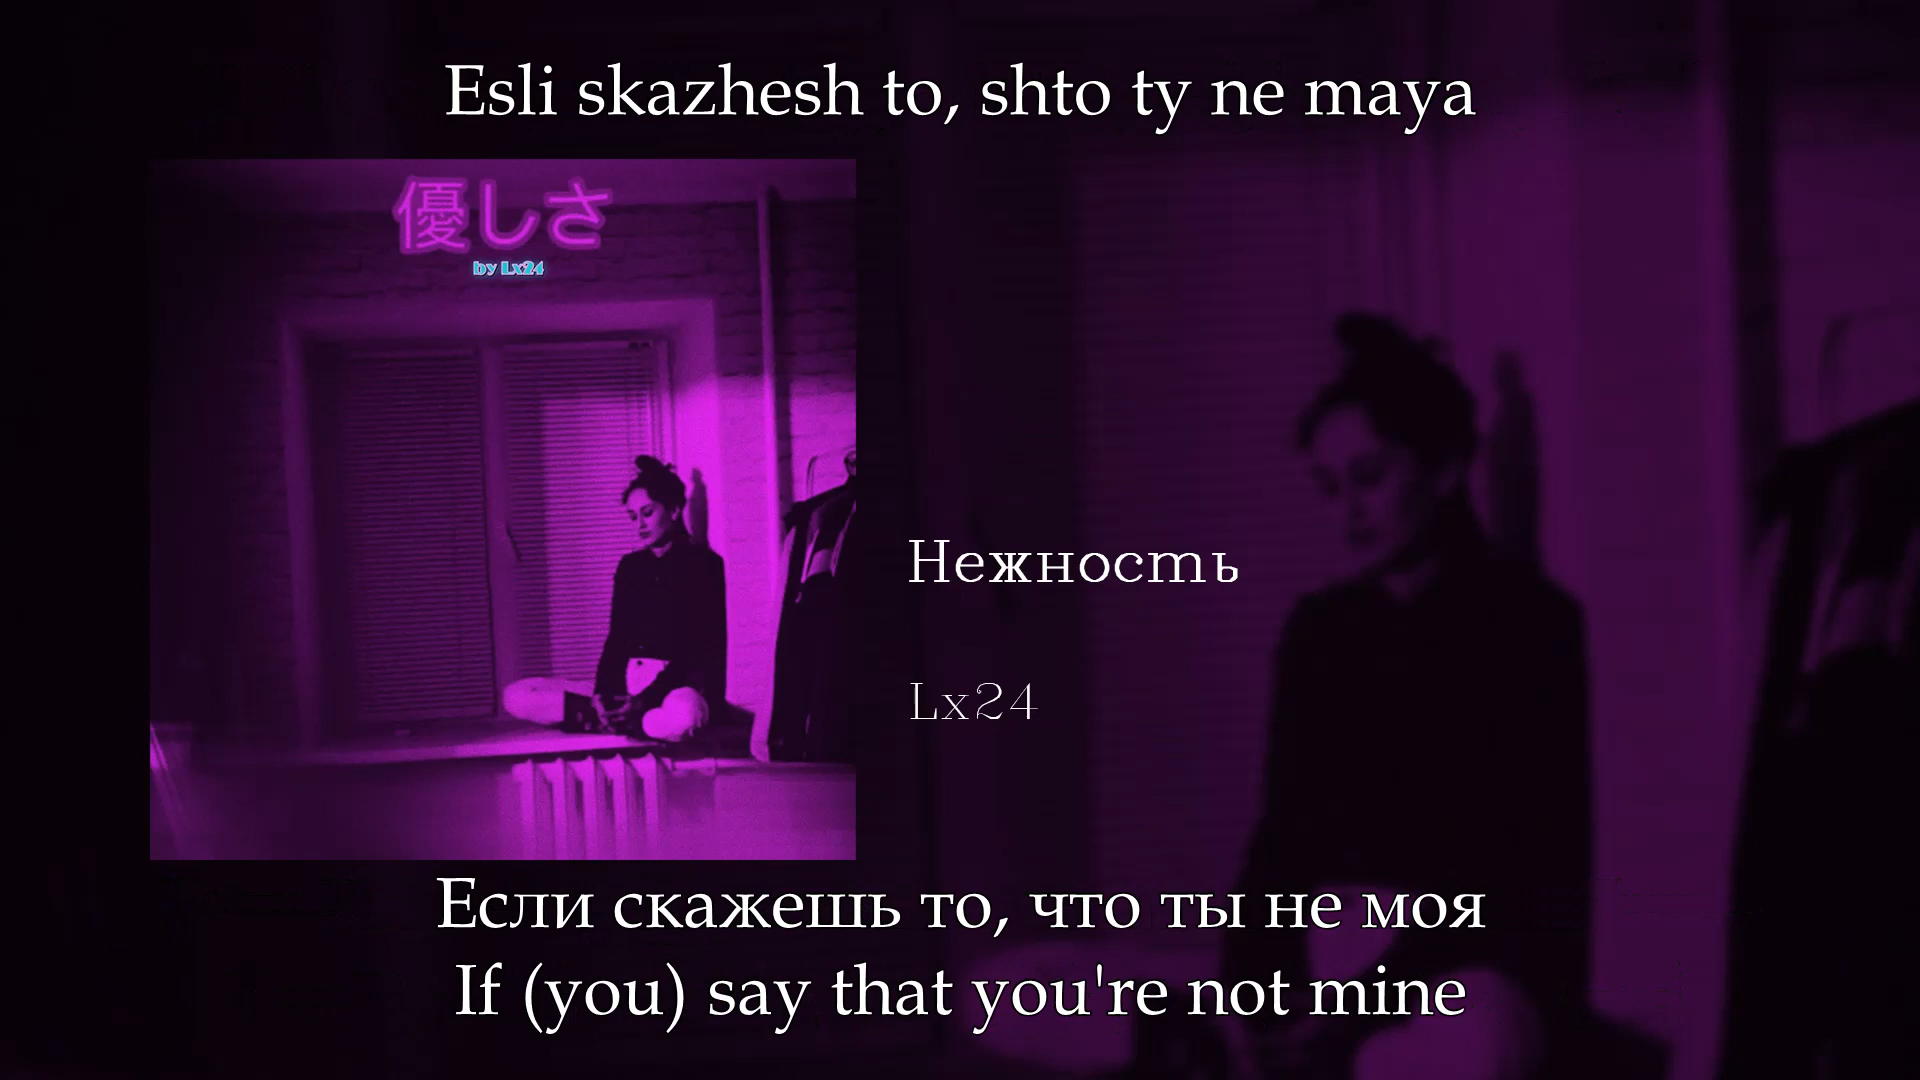 Esli skazhesh to, shto ty ne maya
優しさ
by Lx24
Нежность
Lx24
Если скажешь то, что ты не моя
If (you) say that you're not mine